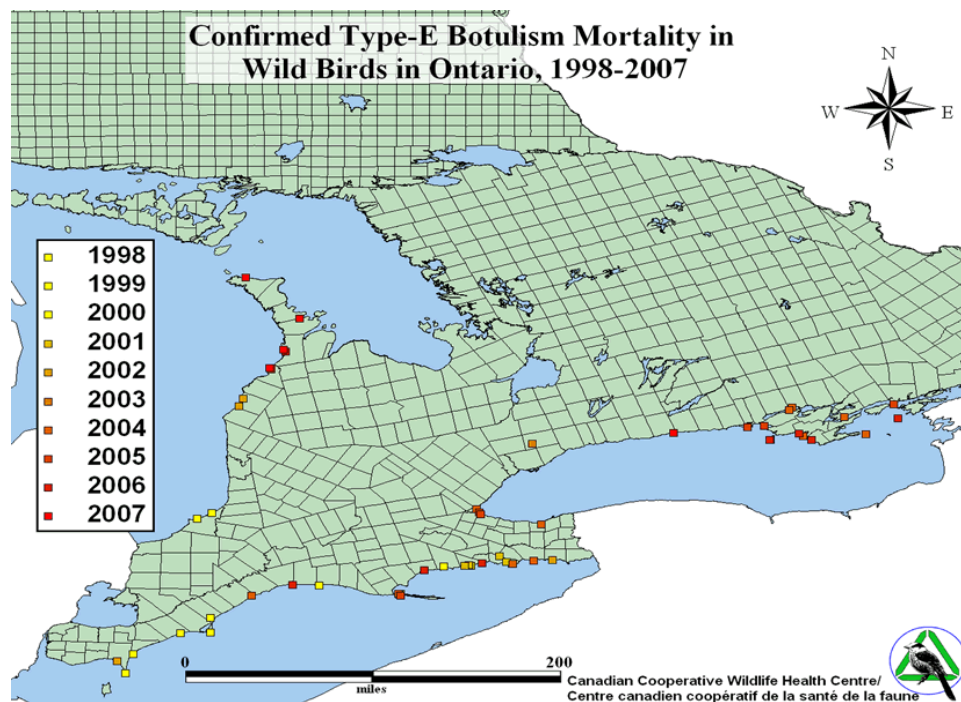 Confirmed Type-E Botulism Mortality in
Wild Birds in Ontario, 1998-2007
N
W E
S
1998
1999
2000
2001
2002
2003
2004
2005
2006
2007
0 200
miles
Canadian Cooperative Wildlife Health Centre/
Centre canadien coopératif de la santé de la faune